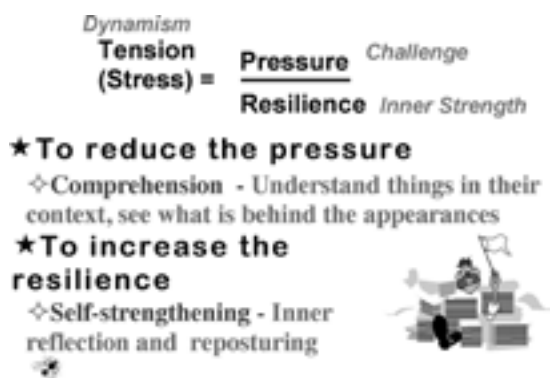 Dynamism
Tension
(Stress) =
Pressure Challenge
Resilience Inner Strength
★To reduce the pressure
✧Comprehension - Understand things in their
context, see what is behind the appearances
★To increase the
resilience
✧Self-strengthening - Inner
reflection and reposturing